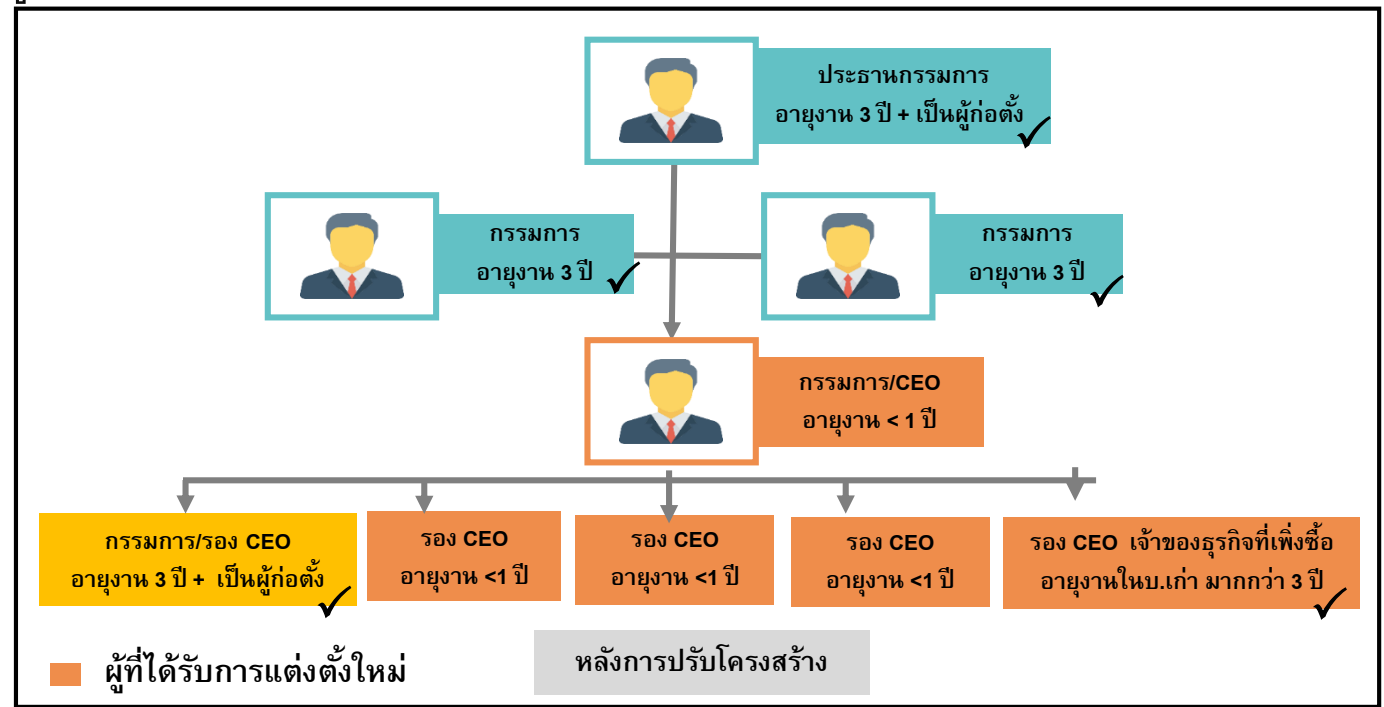 ประธานกรรมการ
อายุงาน 3 ปี + เป็นผู้ก่อตั้ง
กรรมการ
อายุงาน 3 ปี
กรรมการ
อายุงาน 3 ปี
กรรมการ/CEO
อายุงาน < 1 ปี
กรรมการ/รอง CEO
อายุงาน 3 ปี + เป็นผู้ก่อตั้ง
รอง CEO
อายุงาน <1 ปี
รอง CEO
อายุงาน <1 ปี
รอง CEO
อายุงาน <1 ปี
รอง CEO เจ้าของธุรกิจที่เพิ่งซื้อ
อายุงานในบ.เก่า มากกว่า 3 ปี
ผู้ที่ได้รับการแต่งตั้งใหม่
หลังการปรับโครงสร้าง